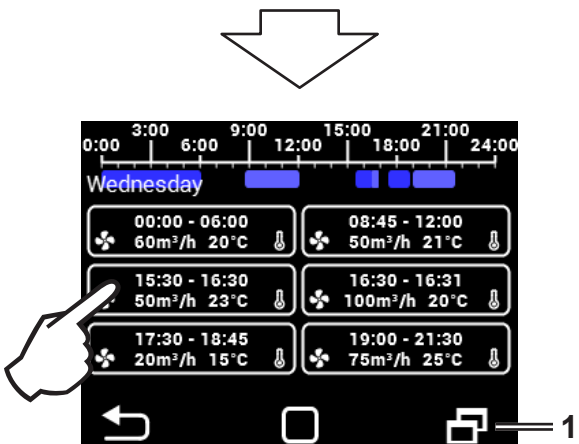 3:00 9:00 15:00 21:00
0:00 6:00 12:00 18:00 24:00
Wednesday
00:00 - 06:00
60m³/h 20°C
08:45 - 12:00
50m³/h 21°C
15:30 - 16:30
50m³/h 23°C
16:30 - 16:31
100m³/h 20°C
17:30 - 18:45
20m³/h 15°C
19:00 - 21:30
75m³/h 25°C
1